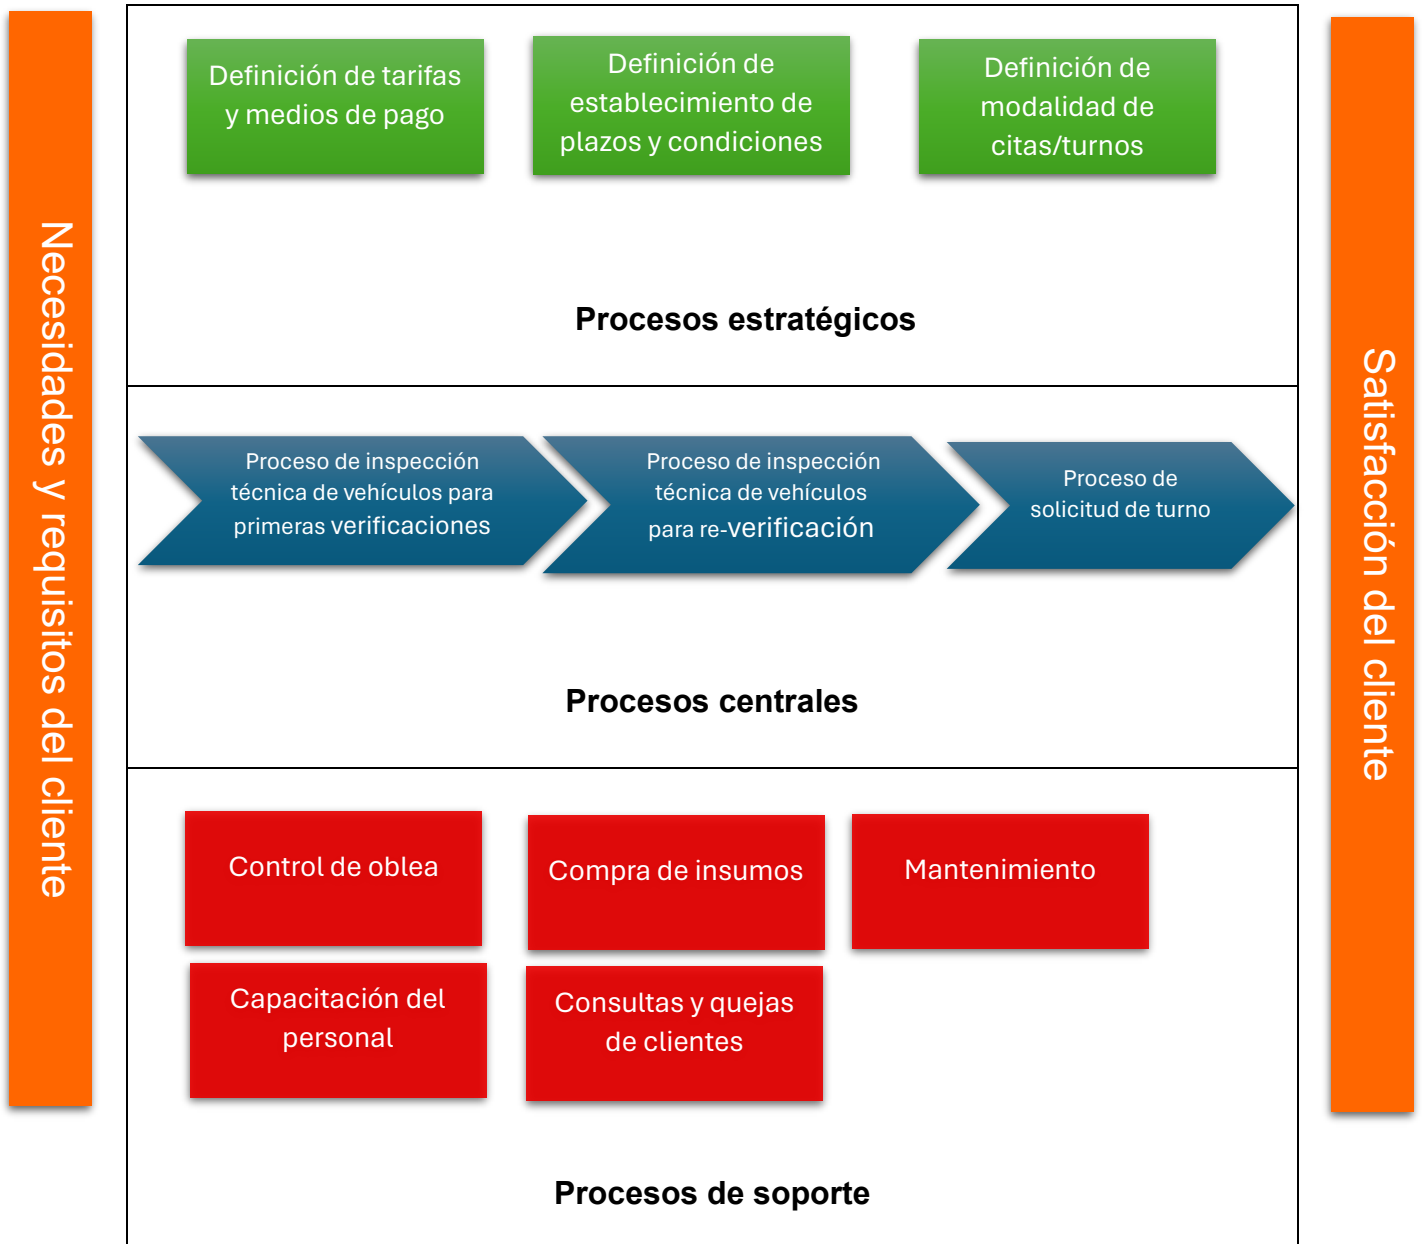 Necesidades y requisitos del cliente
Definición de tarifas
y medios de pago
Definición de
establecimiento de
plazos y condiciones
Definición de
modalidad de
citas/turnos
Procesos estratégicos
Proceso de inspección
técnica de vehículos para
primeras verificaciones
Proceso de inspección
técnica de vehículos
para re-verificación
Proceso de
solicitud de turno
Procesos centrales
Control de oblea
Compra de insumos
Mantenimiento
Capacitación del
personal
Consultas y quejas
de clientes
Procesos de soporte
Satisfacción del cliente